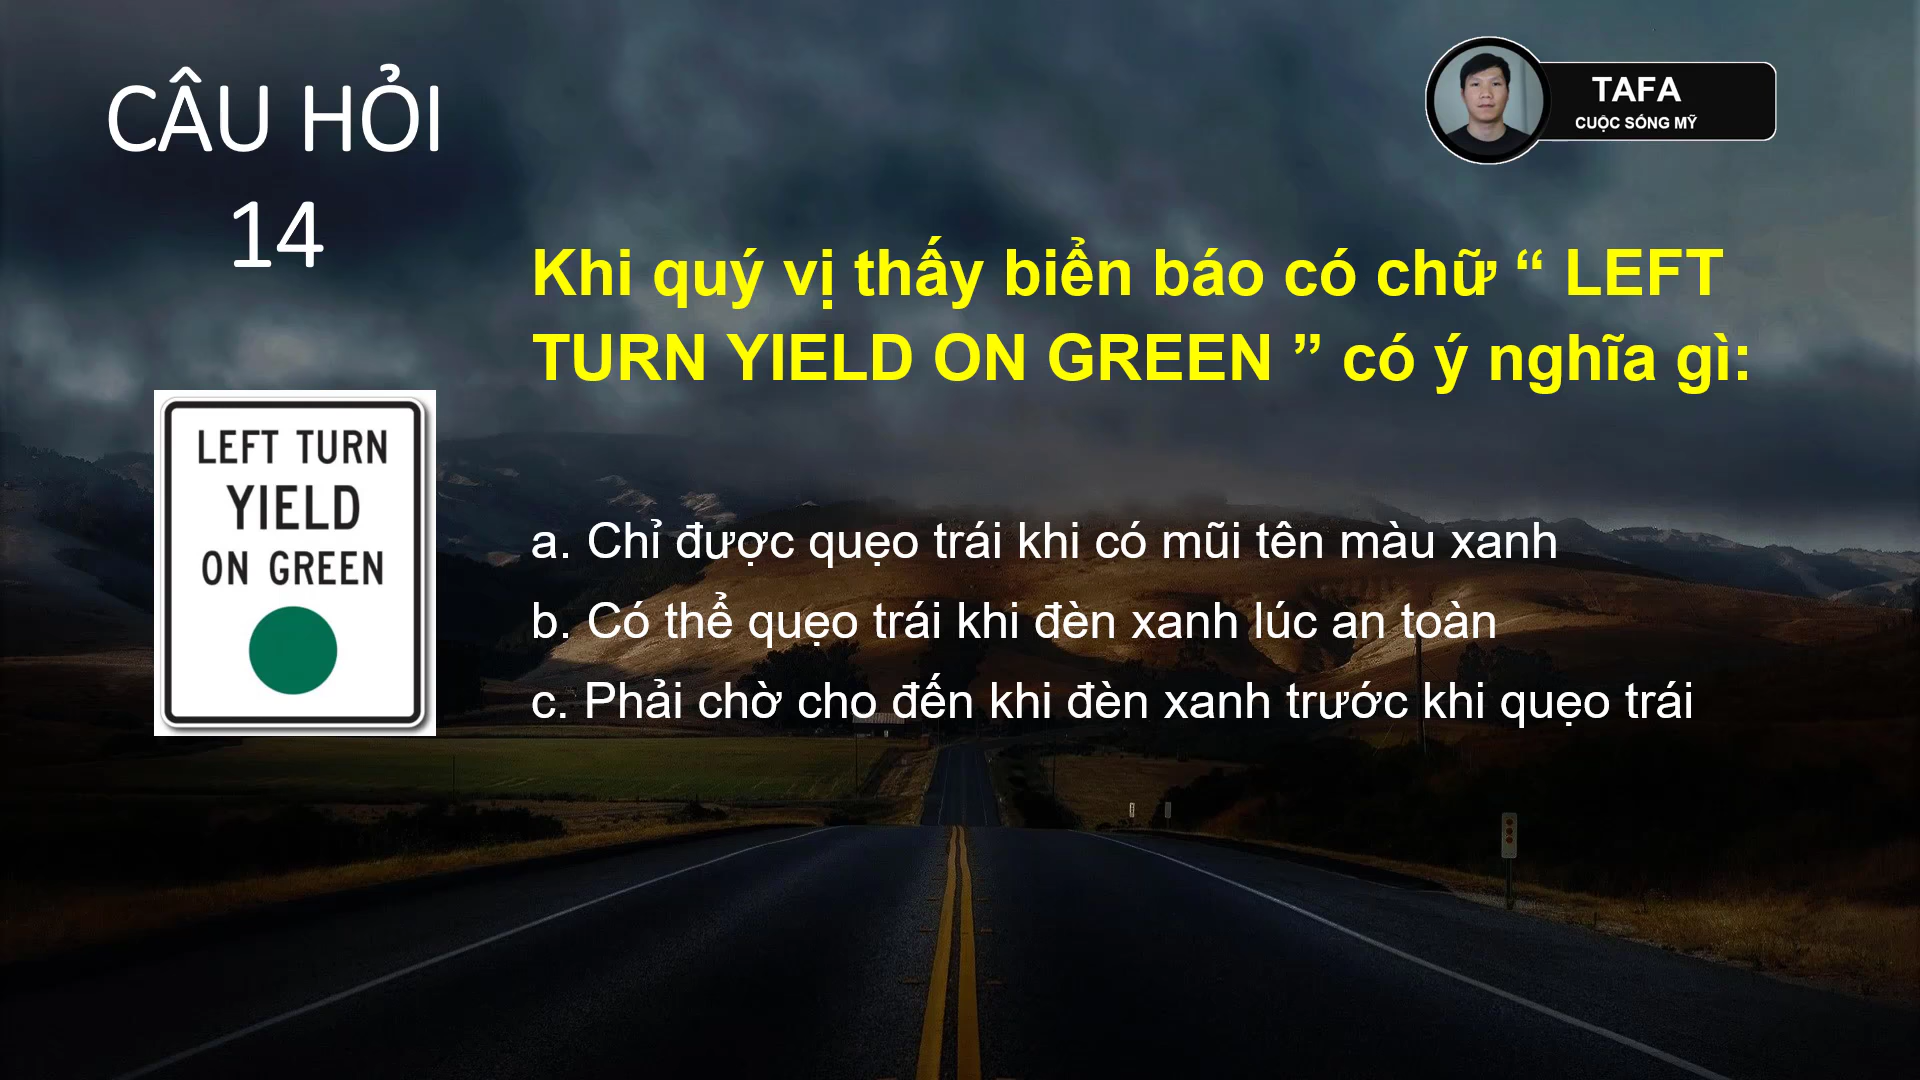 CÂU HỎI
14
TAFA
CUỘC SỐNG MỸ
Khi quý vị thấy biển báo có chữ “ LEFT
TURN YIELD ON GREEN ” có ý nghĩa gì:
LEFT TURN
YIELD
ON GREEN
a. Chỉ được quẹo trái khi có mũi tên màu xanh
b. Có thể quẹo trái khi đèn xanh lúc an toàn
c. Phải chờ cho đến khi đèn xanh trước khi quẹo trái